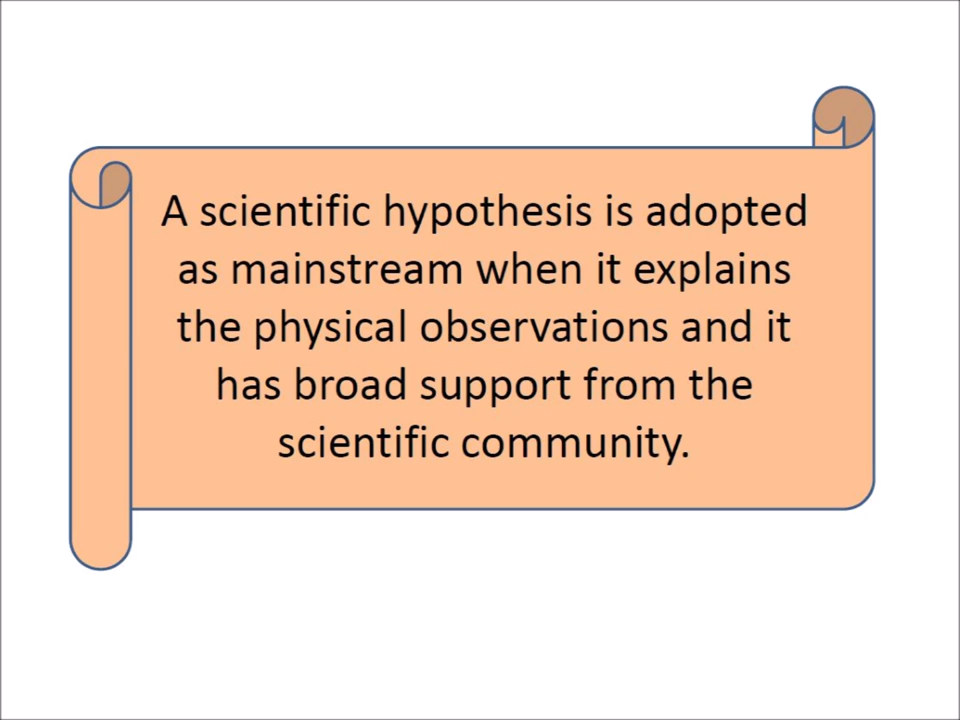 A scientific hypothesis is adopted
as mainstream when it explains
the physical observations and it
has broad support from the
scientific community.